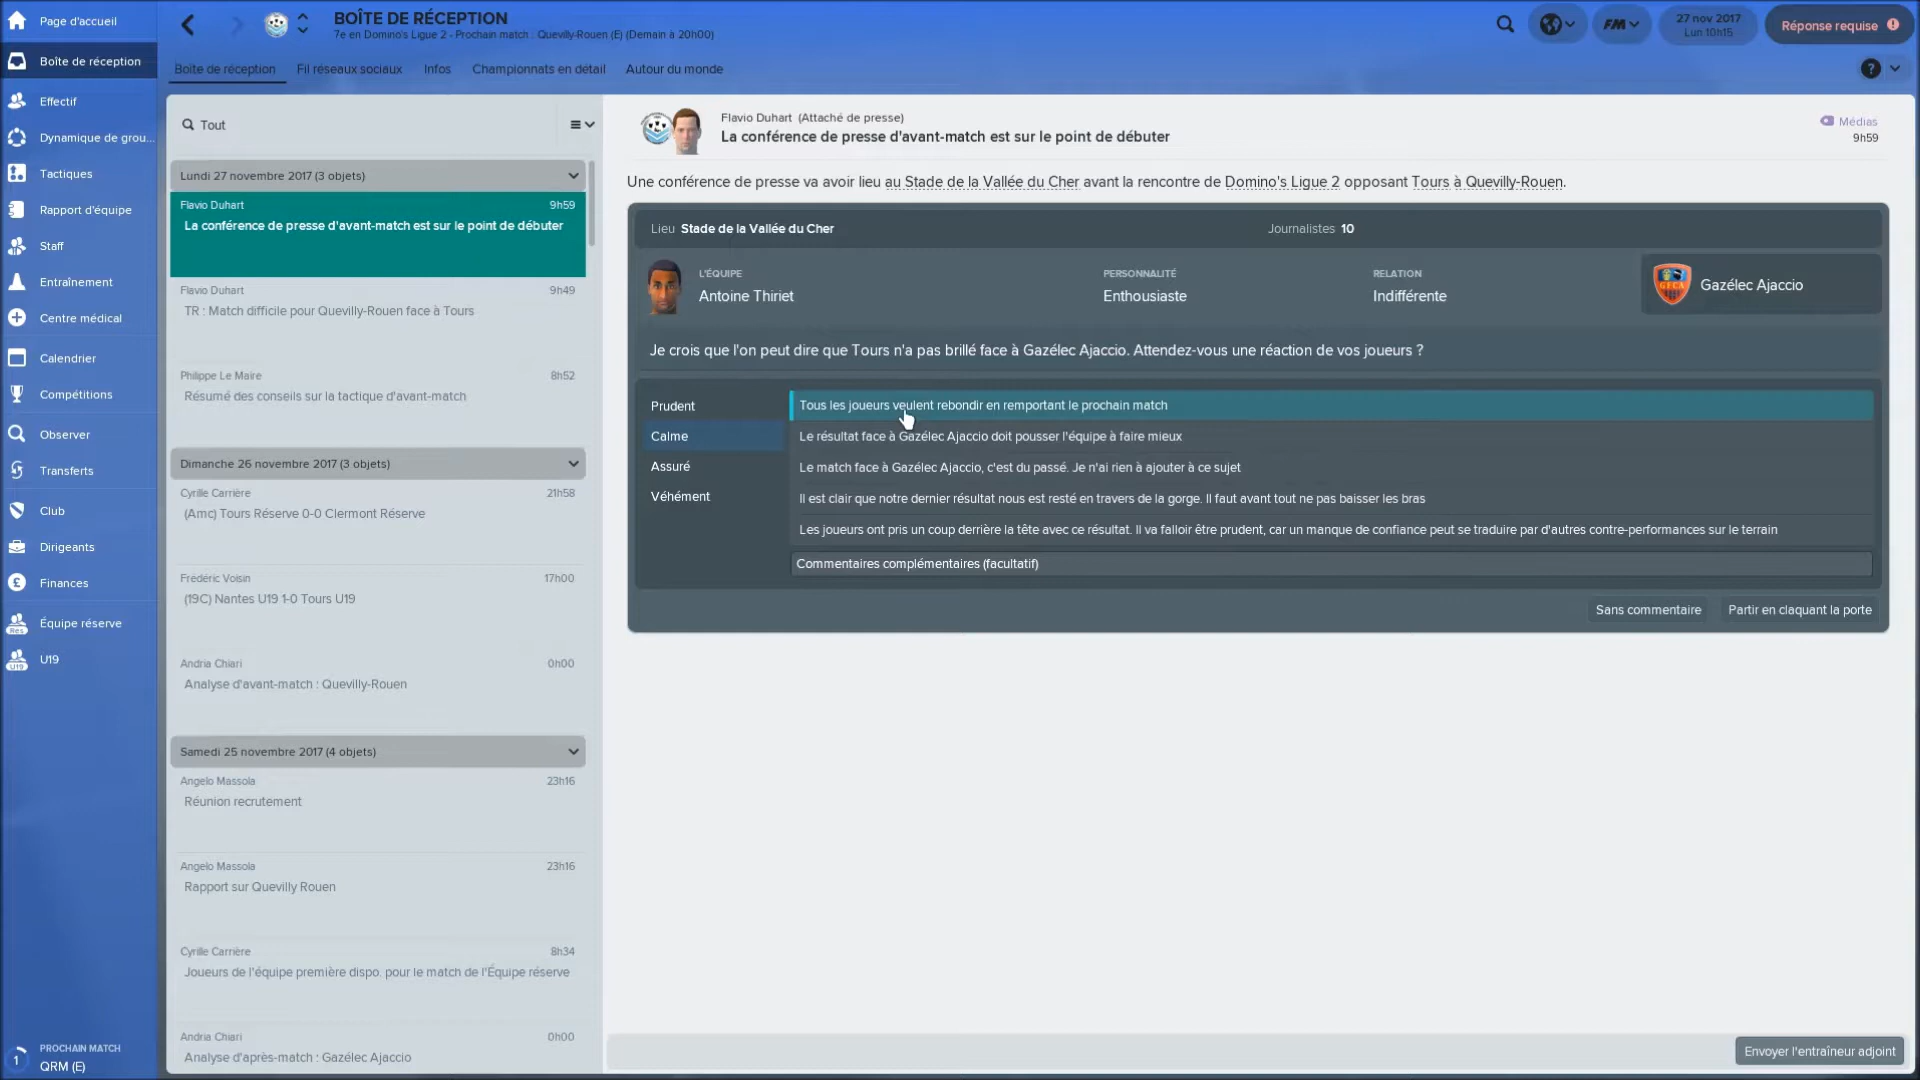 Page d'accueil
Boîte de réception
Effectif
Dynamique de grou...
Tactiques
Rapport d'équipe
Staff
Entraînement
Centre médical
Calendrier
Compétitions
Observer
Transferts
Club
Dirigeants
Finances
Équipe réserve
U19
1
PROCHAIN MATCH
QRM (E)
BOÎTE DE RÉCEPTION
7e en Domino's Ligue 2 - Prochain match : Quevilly-Rouen (E) (Demain à 20h00)
FM
27 nov 2017
Lun 10h15
Réponse requise
Boîte de réception
Fil réseaux sociaux
Infos
Championnats en détail
Autour du monde
Tout
Lundi 27 novembre 2017 (3 objets)
Flavio Duhart 9h59
La conférence de presse d'avant-match est sur le point de débuter
Flavio Duhart 9h49
TR : Match difficile pour Quevilly-Rouen face à Tours
Philippe Le Maire 8h52
Résumé des conseils sur la tactique d'avant-match
Dimanche 26 novembre 2017 (3 objets)
Cyrille Carrière 21h58
(Amc) Tours Réserve 0-0 Clermont Réserve
Frédéric Voisin 17h00
(19C) Nantes U19 1-0 Tours U19
Andria Chiari 0h00
Analyse d'avant-match : Quevilly-Rouen
Samedi 25 novembre 2017 (4 objets)
Angelo Massola 23h16
Réunion recrutement
Angelo Massola 23h16
Rapport sur Quevilly Rouen
Cyrille Carrière 8h34
Joueurs de l'équipe première dispo. pour le match de l'Équipe réserve
Andria Chiari 0h00
Analyse d'après-match : Gazélec Ajaccio
Flavio Duhart (Attaché de presse)
La conférence de presse d'avant-match est sur le point de débuter
Médias
9h59
Une conférence de presse va avoir lieu au Stade de la Vallée du Cher avant la rencontre de Domino's Ligue 2 opposant Tours à Quevilly-Rouen.
Lieu Stade de la Vallée du Cher
Journalistes 10
L'ÉQUIPE
Antoine Thiriet
PERSONNALITÉ
Enthousiaste
RELATION
Indifférente
Gazélec Ajaccio
Je crois que l'on peut dire que Tours n'a pas brillé face à Gazélec Ajaccio. Attendez-vous une réaction de vos joueurs ?
Prudent
Calme
Assuré
Véhément
Tous les joueurs veulent rebondir en remportant le prochain match
Le résultat face à Gazélec Ajaccio doit pousser l'équipe à faire mieux
Le match face à Gazélec Ajaccio, c'est du passé. Je n'ai rien à ajouter à ce sujet
Il est clair que notre dernier résultat nous est resté en travers de la gorge. Il faut avant tout ne pas baisser les bras
Les joueurs ont pris un coup derrière la tête avec ce résultat. Il va falloir être prudent, car un manque de confiance peut se traduire par d'autres contre-performances sur le terrain
Commentaires complémentaires (facultatif)
Sans commentaire
Partir en claquant la porte
Envoyer l'entraîneur adjoint